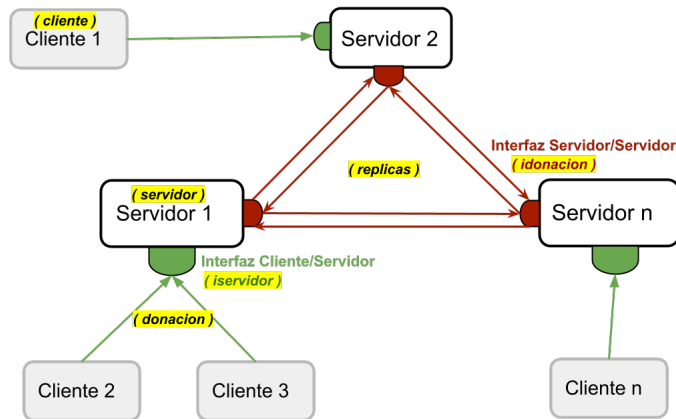 ( cliente )
Cliente 1
Servidor 2
Interfaz Servidor/Servidor
( idonacion )
( replicas )
( servidor )
Servidor 1
Servidor n
Interfaz Cliente/Servidor
( iservidor )
( donacion )
Cliente 2
Cliente 3
Cliente n